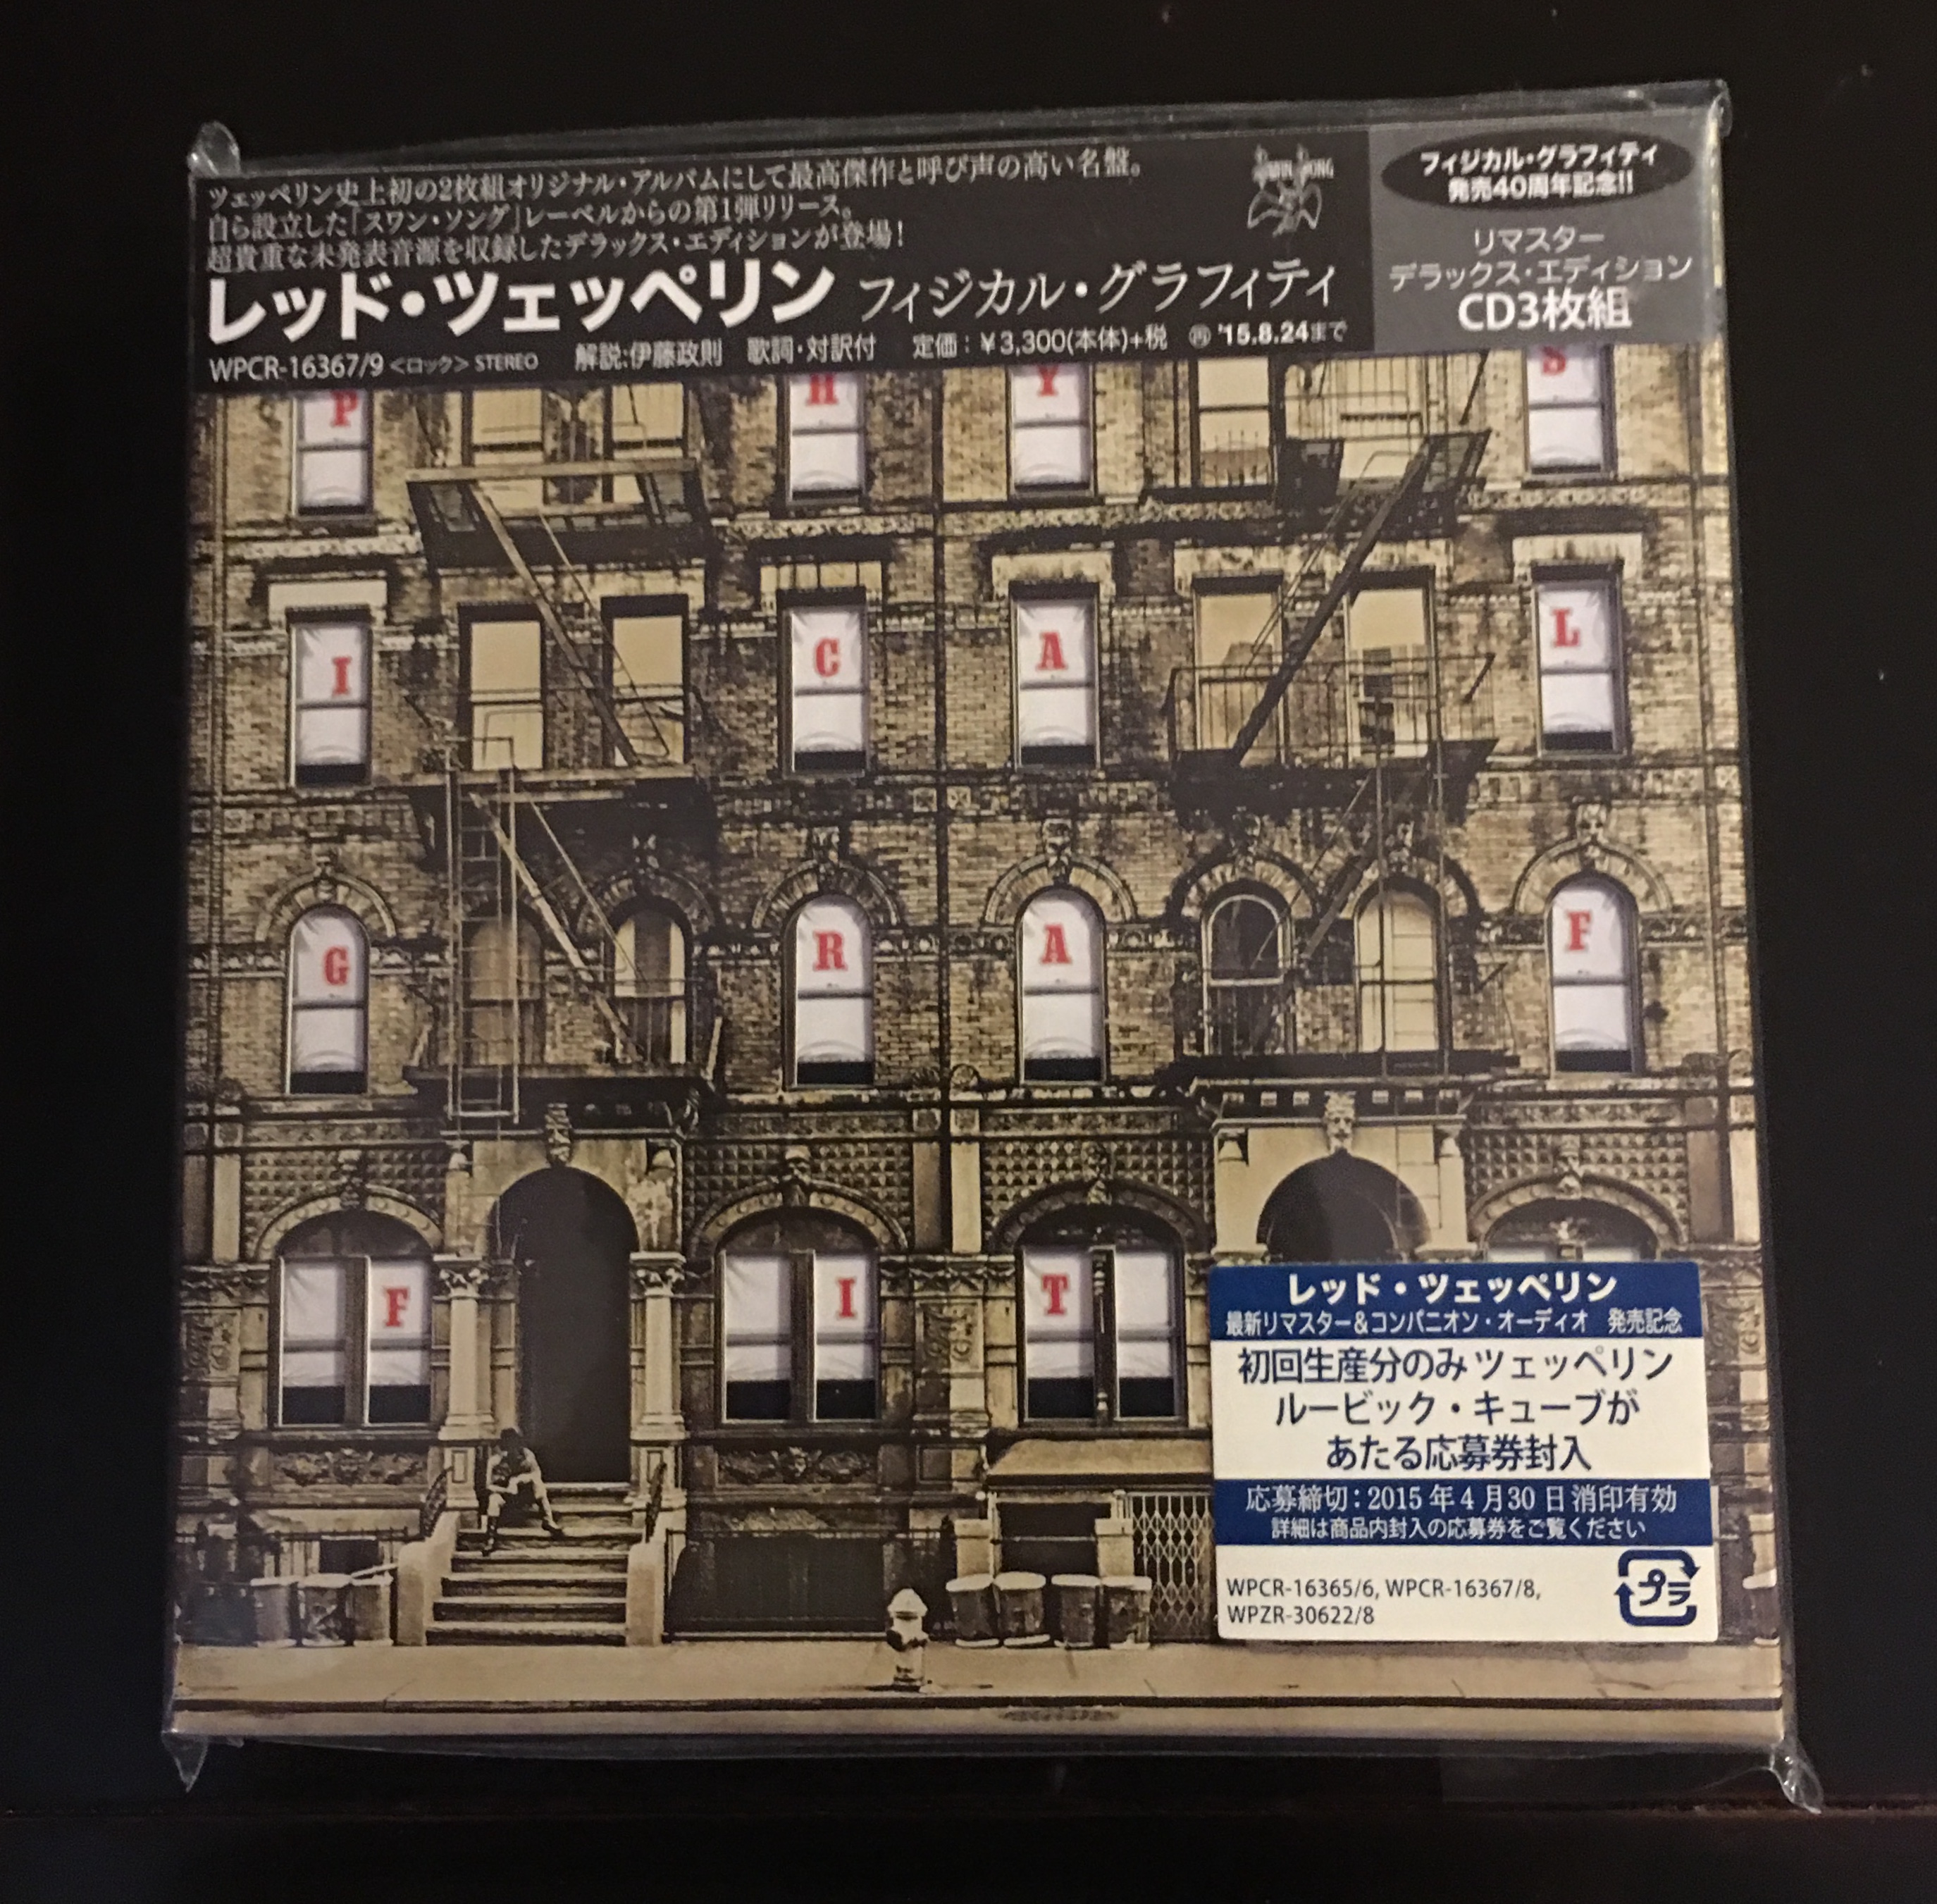 ツェッペリン史上初の2枚組オリジナル・アルバムにして最高傑作と呼び声の高い名盤。
自ら設立した「スワン・ソング」レーベルからの第1弾リリース。
超貴重な未発表音源を収録したデラックス・エディションが登場!
レッド・ツェッペリン フィジカル・グラフィティ
WPCR-16367/9 <ロック> STEREO 解説:伊藤政則 歌詞・対訳付 定価:¥3,300(本体)+税 再 '15.8.24まで
SWAN SONG
フィジカル・グラフィティ
発売40周年記念!!
リマスター
デラックス・エディション
CD3枚組
P H Y S
I C A L
G R A F
F I T
レッド・ツェッペリン
最新リマスター&コンパニオン・オーディオ 発売記念
初回生産分のみ ツェッペリン
ルービック・キューブが
あたる応募券封入
応募締切:2015年4月30日消印有効
詳細は商品内封入の応募券をご覧ください
WPCR-16365/6, WPCR-16367/8,
WPZR-30622/8
プラ